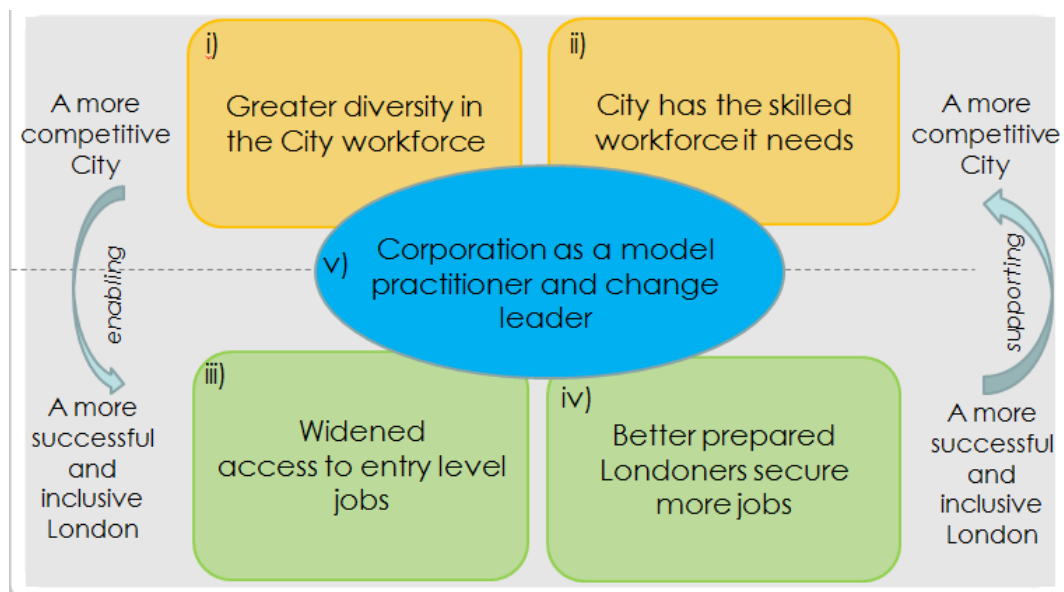 i)
Greater diversity in
the City workforce
ii)
City has the skilled
workforce it needs
A more
competitive
City
enabling
A more
successful
and
inclusive
London
A more
competitive
City
supporting
A more
successful
and
inclusive
London
v)
Corporation as a model
practitioner and change
leader
iii)
Widened
access to entry level
jobs
iv)
Better prepared
Londoners secure
more jobs